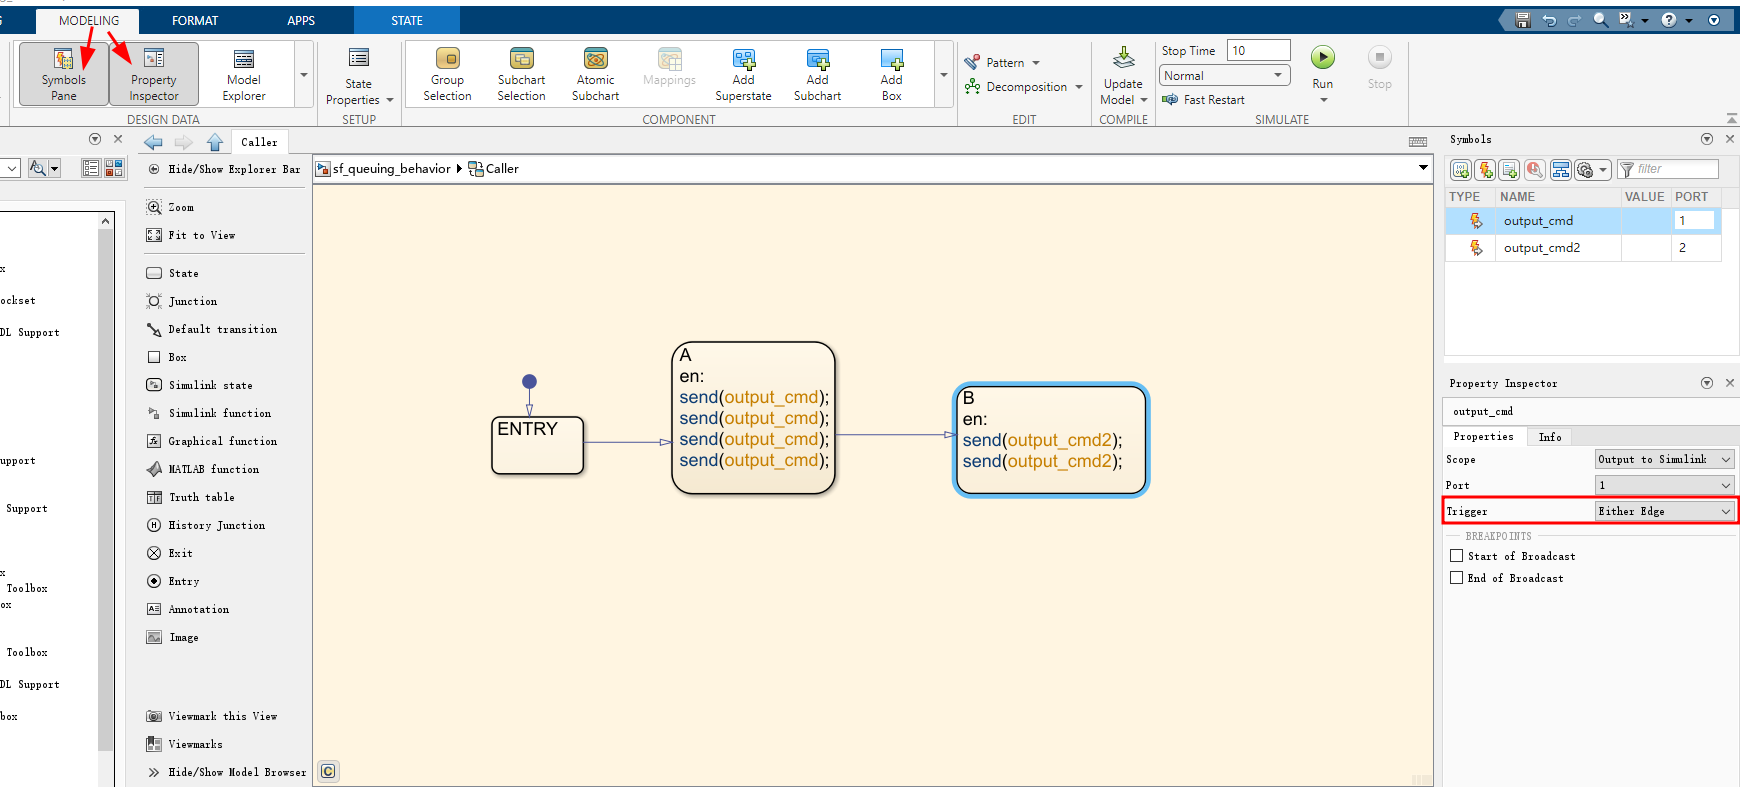 MODELING
FORMAT
APPS
STATE
Symbols
Pane
Property
Inspector
Model
Explorer
DESIGN DATA
State
Properties
SETUP
Group
Selection
Subchart
Selection
Atomic
Subchart
Mappings
Add
Superstate
Add
Subchart
Add
Box
COMPONENT
Pattern
Decomposition
EDIT
Update
Model
COMPILE
Stop Time 10
Normal
Fast Restart
Run
Stop
SIMULATE
Caller
Hide/Show Explorer Bar
sf_queuing_behavior
Caller
Zoom
Fit to View
State
Junction
Default transition
Box
Simulink state
Simulink function
Graphical function
MATLAB function
Truth table
History Junction
Exit
Entry
Annotation
Image
Viewmark this View
Viewmarks
Hide/Show Model Browser
ockset
DL Support
upport
Support
Toolbox
ox
Toolbox
DL Support
box
ENTRY
A
en:
send(output_cmd);
send(output_cmd);
send(output_cmd);
send(output_cmd);
B
en:
send(output_cmd2);
send(output_cmd2);
Symbols
filter
TYPE NAME VALUE PORT
output_cmd 1
output_cmd2 2
Property Inspector
output_cmd
Properties Info
Scope Output to Simulink
Port 1
Trigger Either Edge
BREAKPOINTS
Start of Broadcast
End of Broadcast